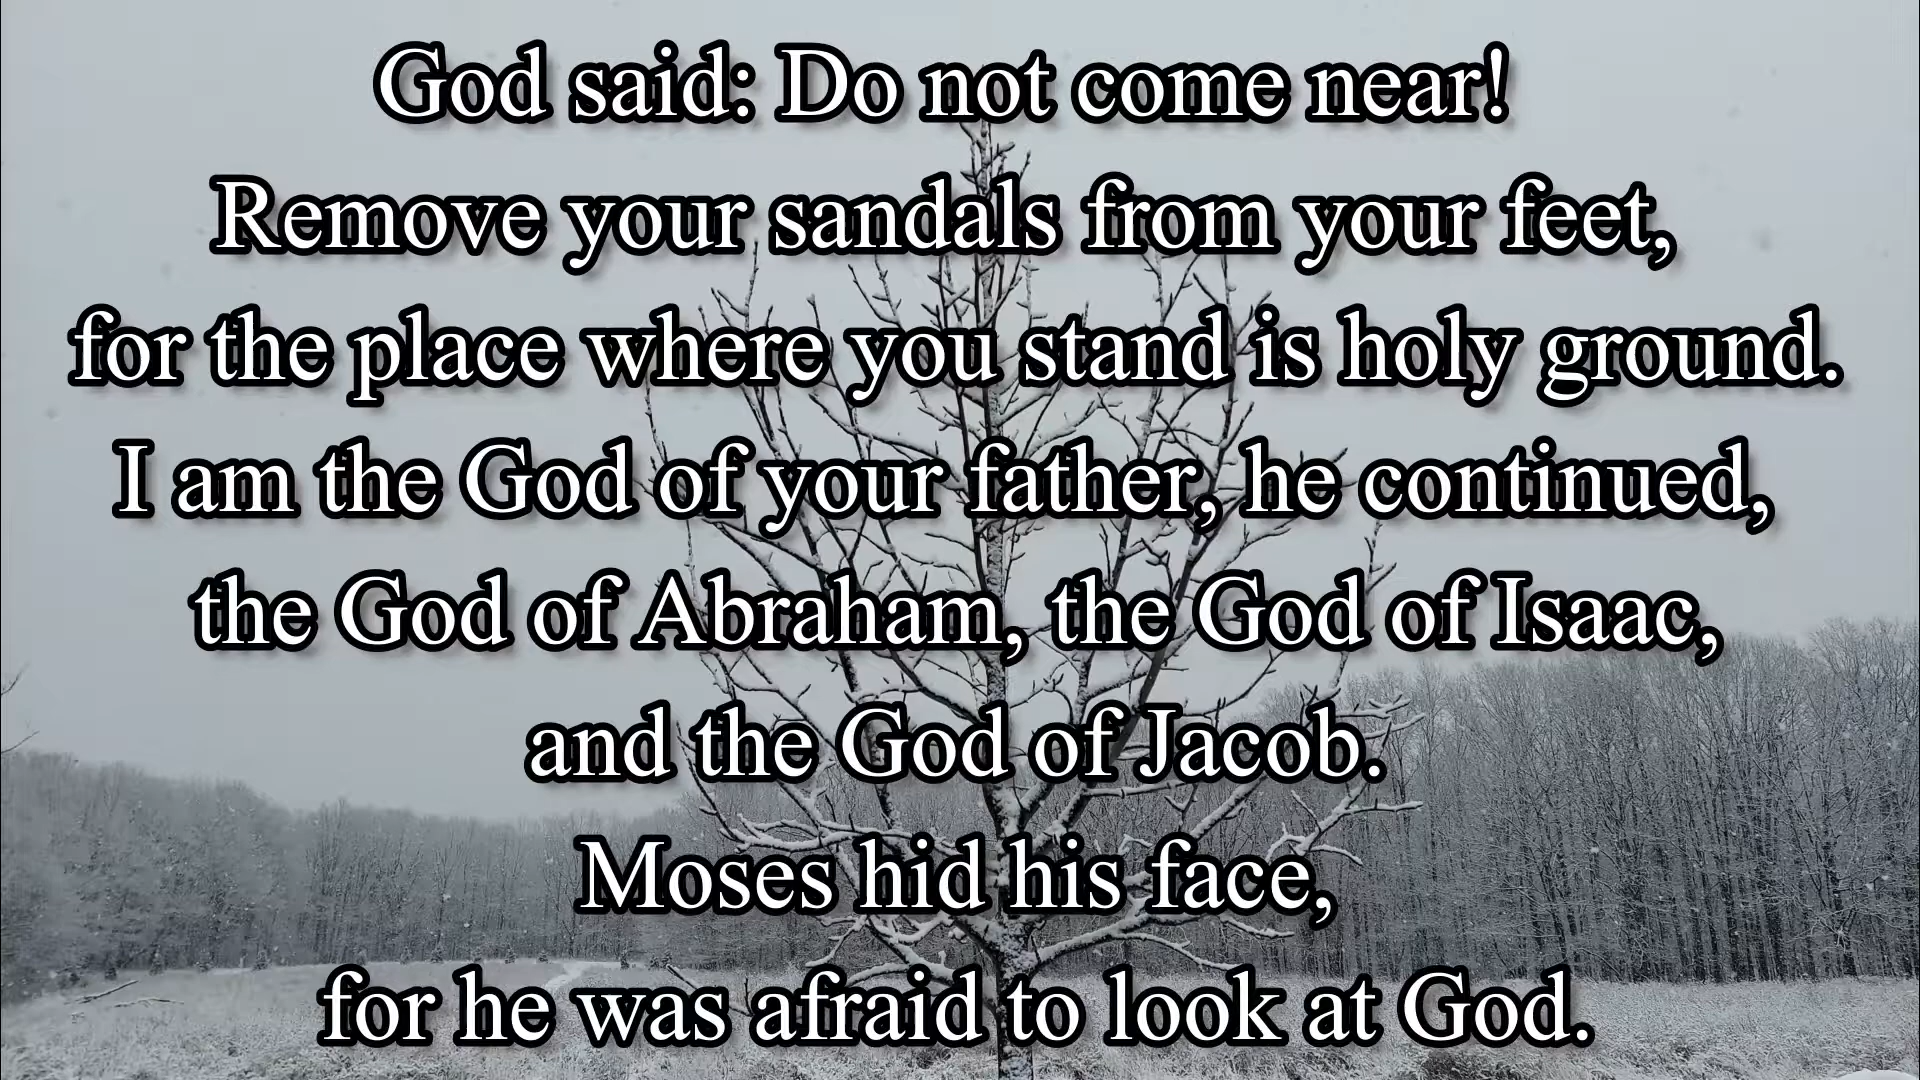 God said: Do not come near!
Remove your sandals from your feet,
for the place where you stand is holy ground.
I am the God of your father, he continued,
the God of Abraham, the God of Isaac,
and the God of Jacob.
Moses hid his face,
for he was afraid to look at God.